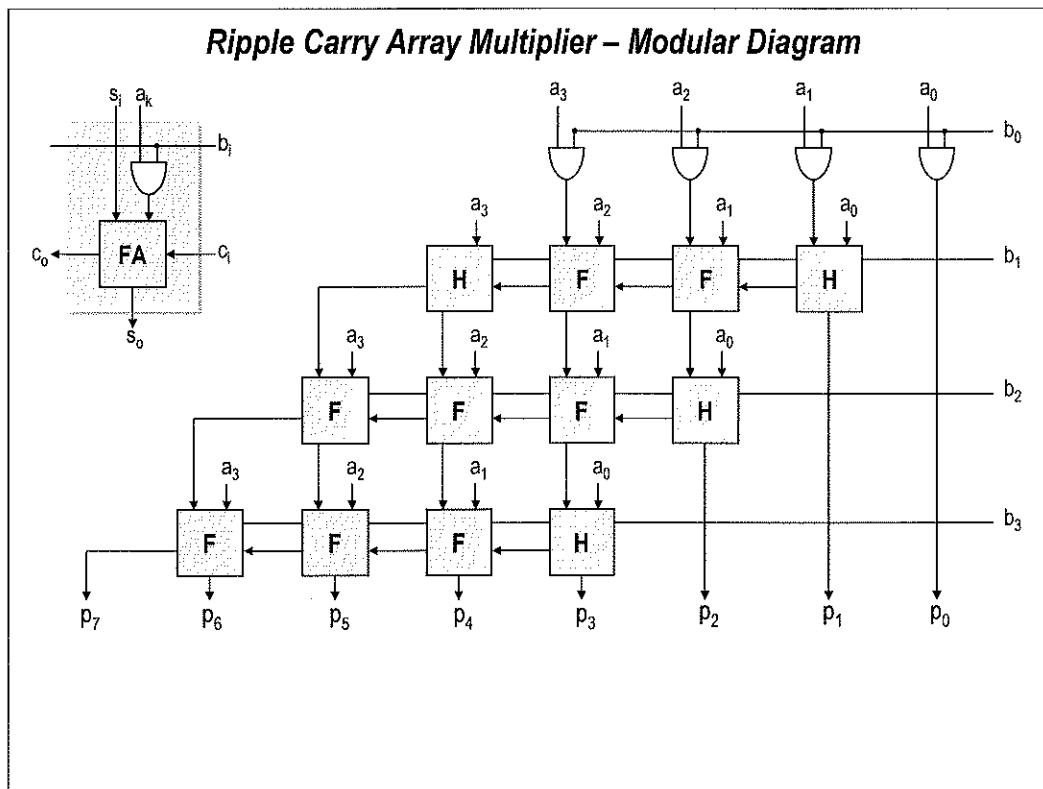 Ripple Carry Array Multiplier – Modular Diagram
s_i a_k
b_i
FA
c_o c_i
s_o
a_3 a_2 a_1 a_0
b_0
a_3 a_2 a_1 a_0
H F F H b_1
a_3 a_2 a_1 a_0
F F F H b_2
a_3 a_2 a_1 a_0
F F F H b_3
p_7 p_6 p_5 p_4 p_3 p_2 p_1 p_0